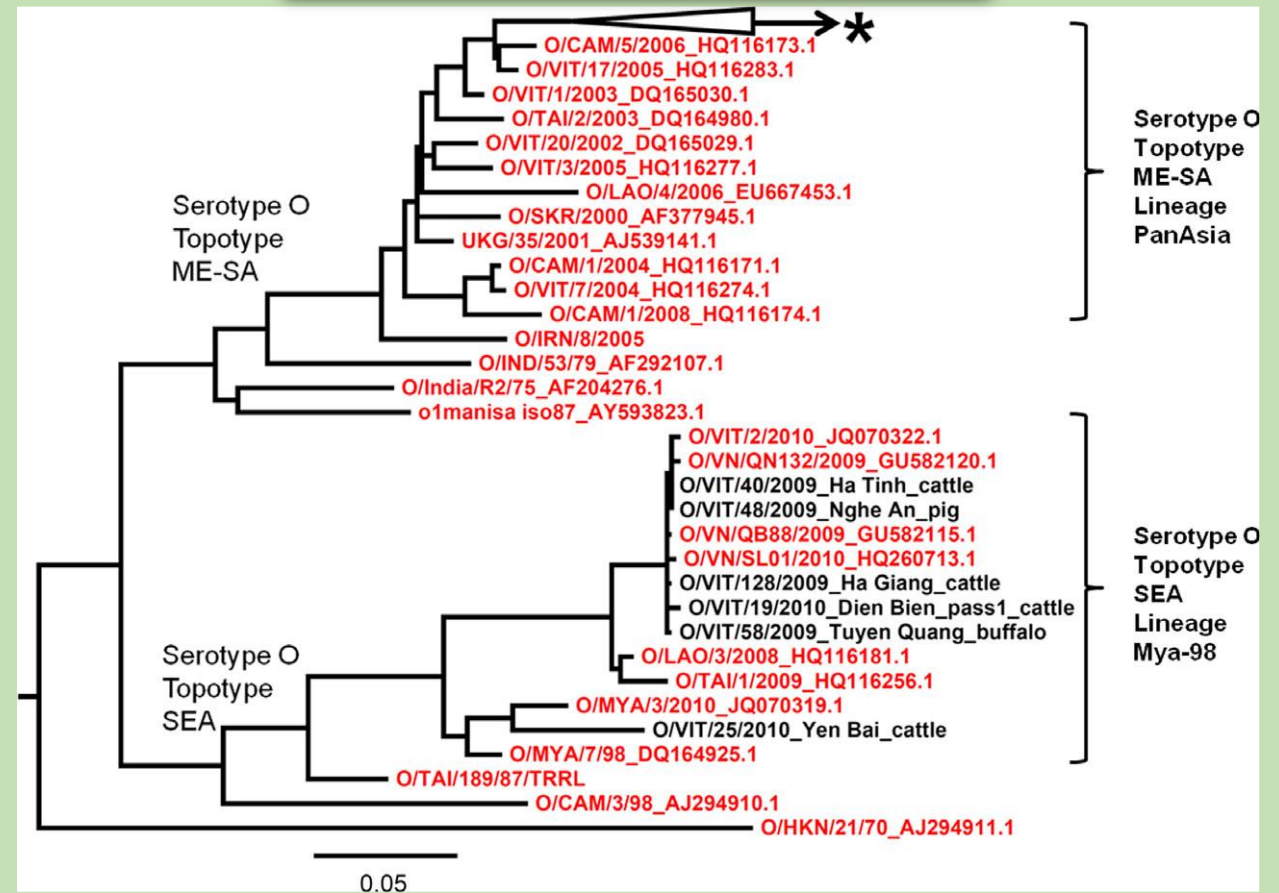 *
O/CAM/5/2006_HQ116173.1
O/VIT/17/2005_HQ116283.1
O/VIT/1/2003_DQ165030.1
O/TAI/2/2003_DQ164980.1
O/VIT/20/2002_DQ165029.1
O/VIT/3/2005_HQ116277.1
O/LAO/4/2006_EU667453.1
O/SKR/2000_AF377945.1
UKG/35/2001_AJ539141.1
O/CAM/1/2004_HQ116171.1
O/VIT/7/2004_HQ116274.1
O/CAM/1/2008_HQ116174.1
O/IRN/8/2005
O/IND/53/79_AF292107.1
O/India/R2/75_AF204276.1
o1manisa iso87_AY593823.1
O/VIT/2/2010_JQ070322.1
O/VN/QN132/2009_GU582120.1
O/VIT/40/2009_Ha Tinh_cattle
O/VIT/48/2009_Nghe An_pig
O/VN/QB88/2009_GU582115.1
O/VN/SL01/2010_HQ260713.1
O/VIT/128/2009_Ha Giang_cattle
O/VIT/19/2010_Dien Bien_pass1_cattle
O/VIT/58/2009_Tuyen Quang_buffalo
O/LAO/3/2008_HQ116181.1
O/TAI/1/2009_HQ116256.1
O/MYA/3/2010_JQ070319.1
O/VIT/25/2010_Yen Bai_cattle
O/MYA/7/98_DQ164925.1
O/TAI/189/87/TRRL
O/CAM/3/98_AJ294910.1
O/HKN/21/70_AJ294911.1
Serotype O
Topotype
ME-SA
Serotype O
Topotype
SEA
Serotype O
Topotype
ME-SA
Lineage
PanAsia
Serotype O
Topotype
SEA
Lineage
Mya-98
0.05